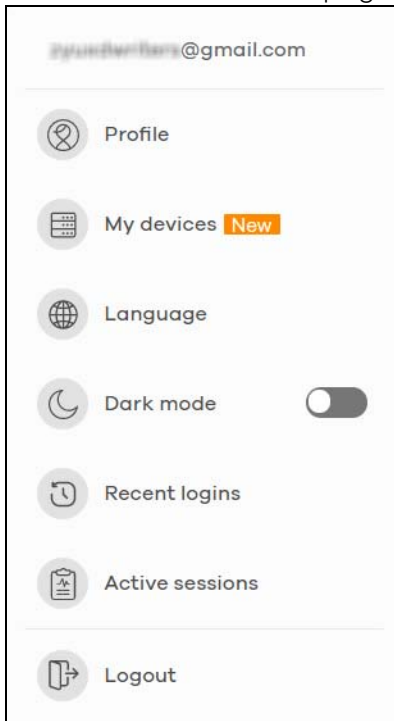 @gmail.com
Profile
My devices New
Language
Dark mode
Recent logins
Active sessions
Logout